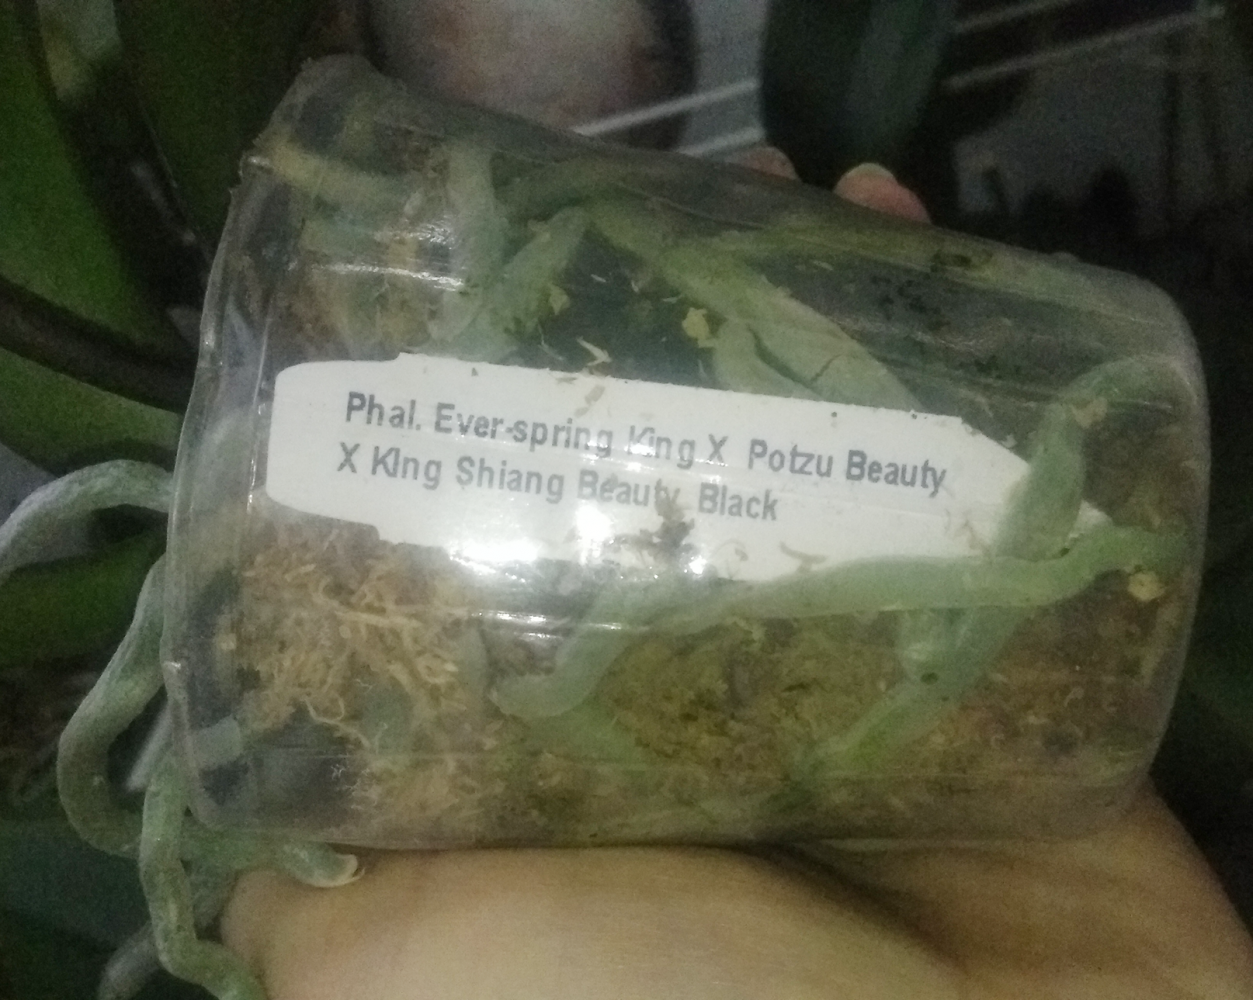 Phal. Ever-spring King X Potzu Beauty
X KIng Shiang Beauty Black